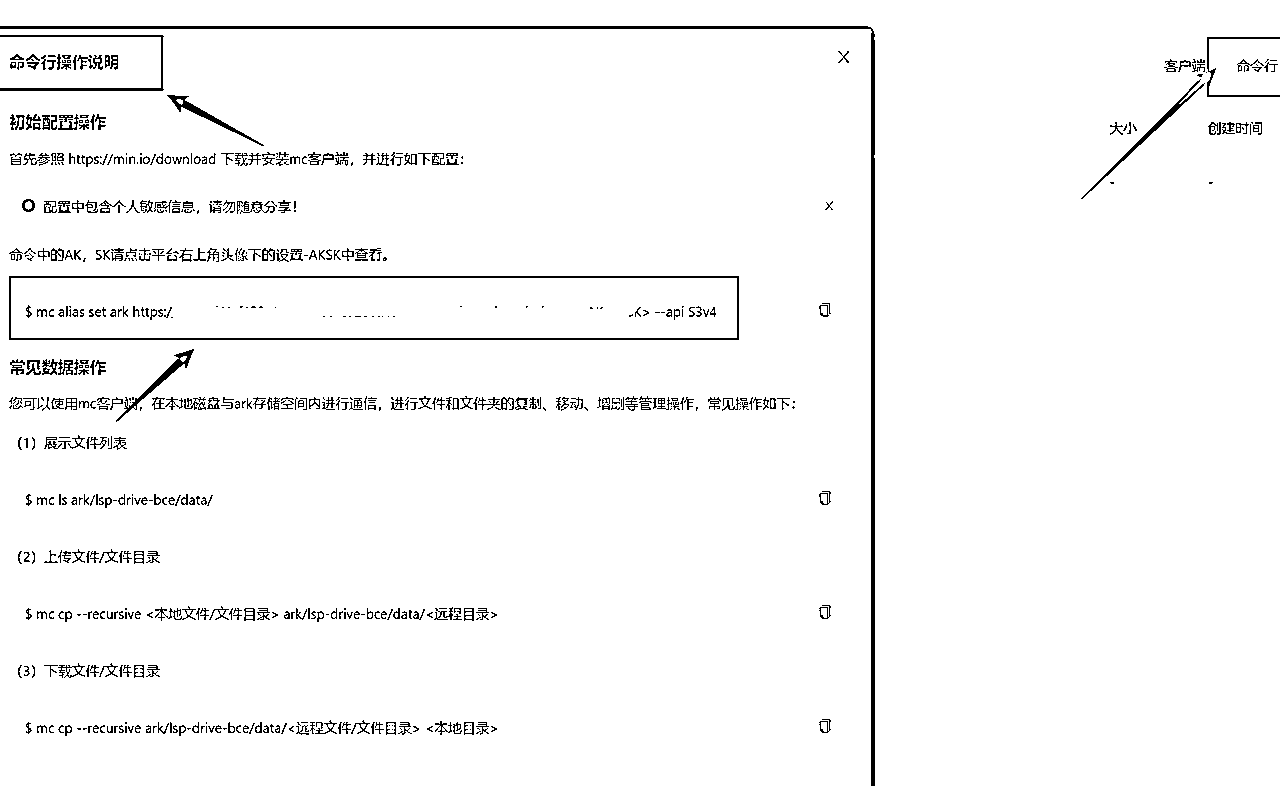 命令行操作说明
X
初始配置操作
首先参照 https://min.io/download 下载并安装mc客户端，并进行如下配置：
配置中包含个人敏感信息，请勿随意分享！
x
命令中的AK，SK请点击平台右上角头像下的设置-AKSK中查看。
$ mc alias set ark https:/ K> --api S3v4
常见数据操作
您可以使用mc客户端，在本地磁盘与ark存储空间内进行通信，进行文件和文件夹的复制、移动、增删等管理操作，常见操作如下：
（1）展示文件列表
$ mc ls ark/lsp-drive-bce/data/
（2）上传文件/文件目录
$ mc cp --recursive <本地文件/文件目录> ark/lsp-drive-bce/data/<远程目录>
（3）下载文件/文件目录
$ mc cp --recursive ark/lsp-drive-bce/data/<远程文件/文件目录> <本地目录>
客户端 命令行
大小 创建时间